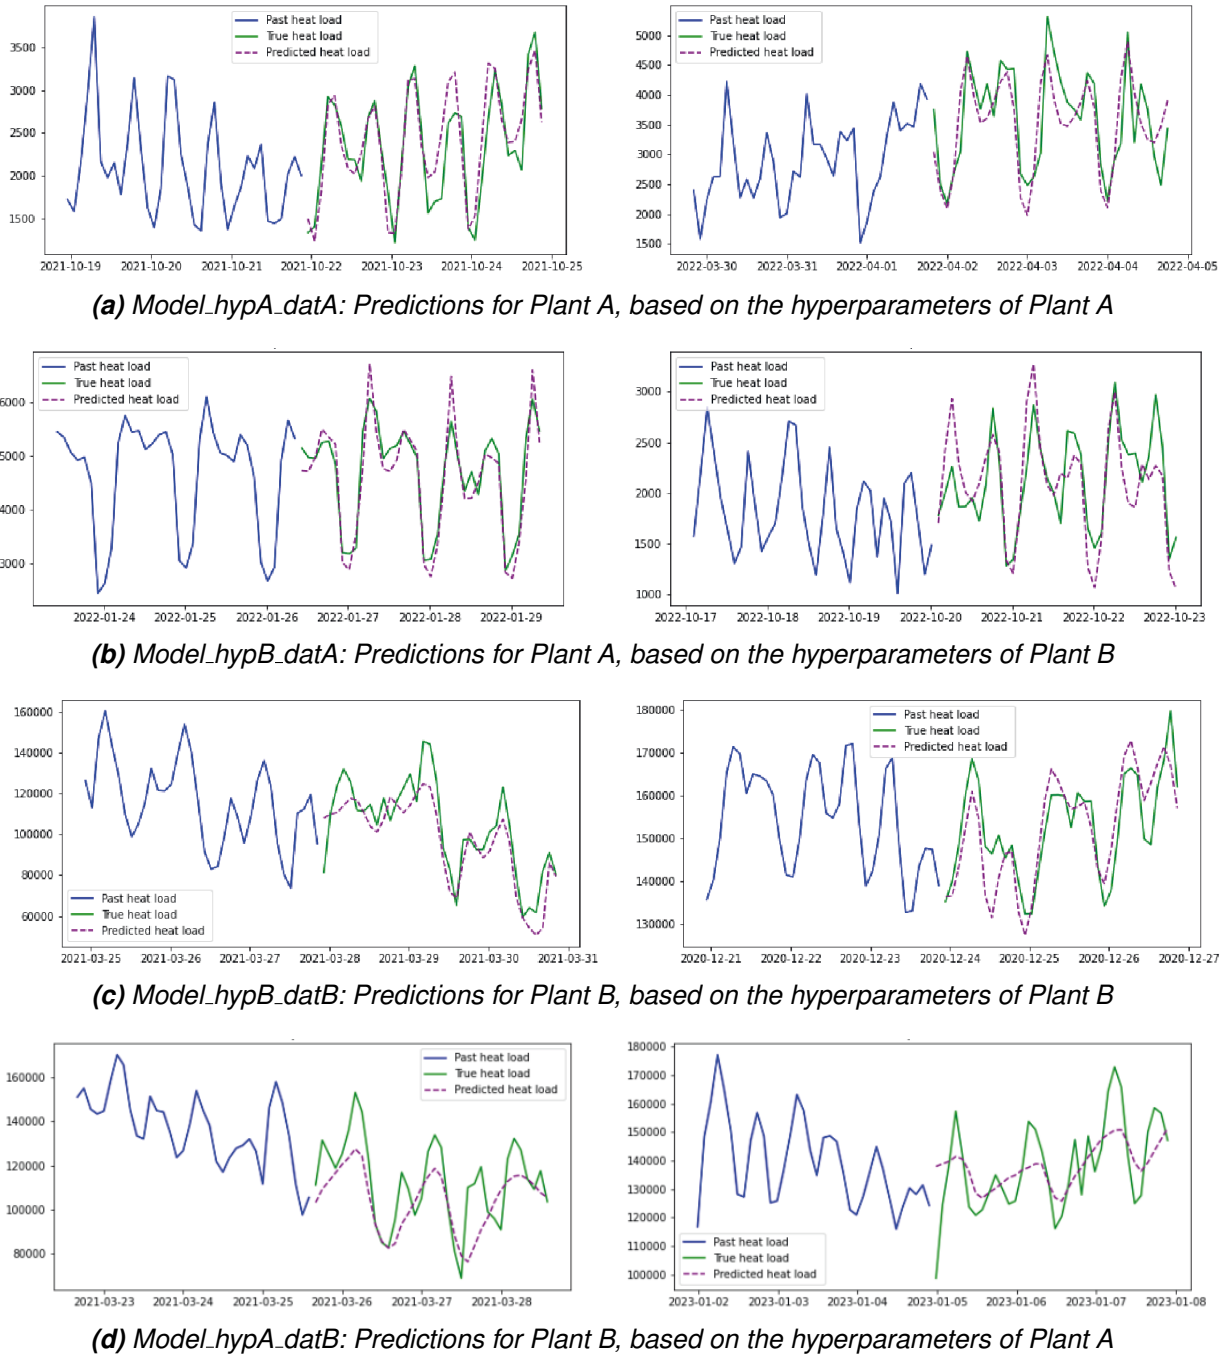 Past heat load
True heat load
Predicted heat load
3500
3000
2500
2000
1500
2021-10-19 2021-10-20 2021-10-21 2021-10-22 2021-10-23 2021-10-24 2021-10-25
Past heat load
True heat load
Predicted heat load
5000
4500
4000
3500
3000
2500
2000
1500
2022-03-30 2022-03-31 2022-04-01 2022-04-02 2022-04-03 2022-04-04 2022-04-05
(a) Model_hypA_datA: Predictions for Plant A, based on the hyperparameters of Plant A
Past heat load
True heat load
Predicted heat load
6000
5000
4000
3000
2022-01-24 2022-01-25 2022-01-26 2022-01-27 2022-01-28 2022-01-29
Past heat load
True heat load
Predicted heat load
3000
2500
2000
1500
1000
2022-10-17 2022-10-18 2022-10-19 2022-10-20 2022-10-21 2022-10-22 2022-10-23
(b) Model_hypB_datA: Predictions for Plant A, based on the hyperparameters of Plant B
160000
140000
120000
100000
80000
60000
Past heat load
True heat load
Predicted heat load
2021-03-25 2021-03-26 2021-03-27 2021-03-28 2021-03-29 2021-03-30 2021-03-31
Past heat load
True heat load
Predicted heat load
180000
170000
160000
150000
140000
130000
2020-12-21 2020-12-22 2020-12-23 2020-12-24 2020-12-25 2020-12-26 2020-12-27
(c) Model_hypB_datB: Predictions for Plant B, based on the hyperparameters of Plant B
Past heat load
True heat load
Predicted heat load
160000
140000
120000
100000
80000
2021-03-23 2021-03-24 2021-03-25 2021-03-26 2021-03-27 2021-03-28
180000
170000
160000
150000
140000
130000
120000
110000
100000
Past heat load
True heat load
Predicted heat load
2023-01-02 2023-01-03 2023-01-04 2023-01-05 2023-01-06 2023-01-07 2023-01-08
(d) Model_hypA_datB: Predictions for Plant B, based on the hyperparameters of Plant A